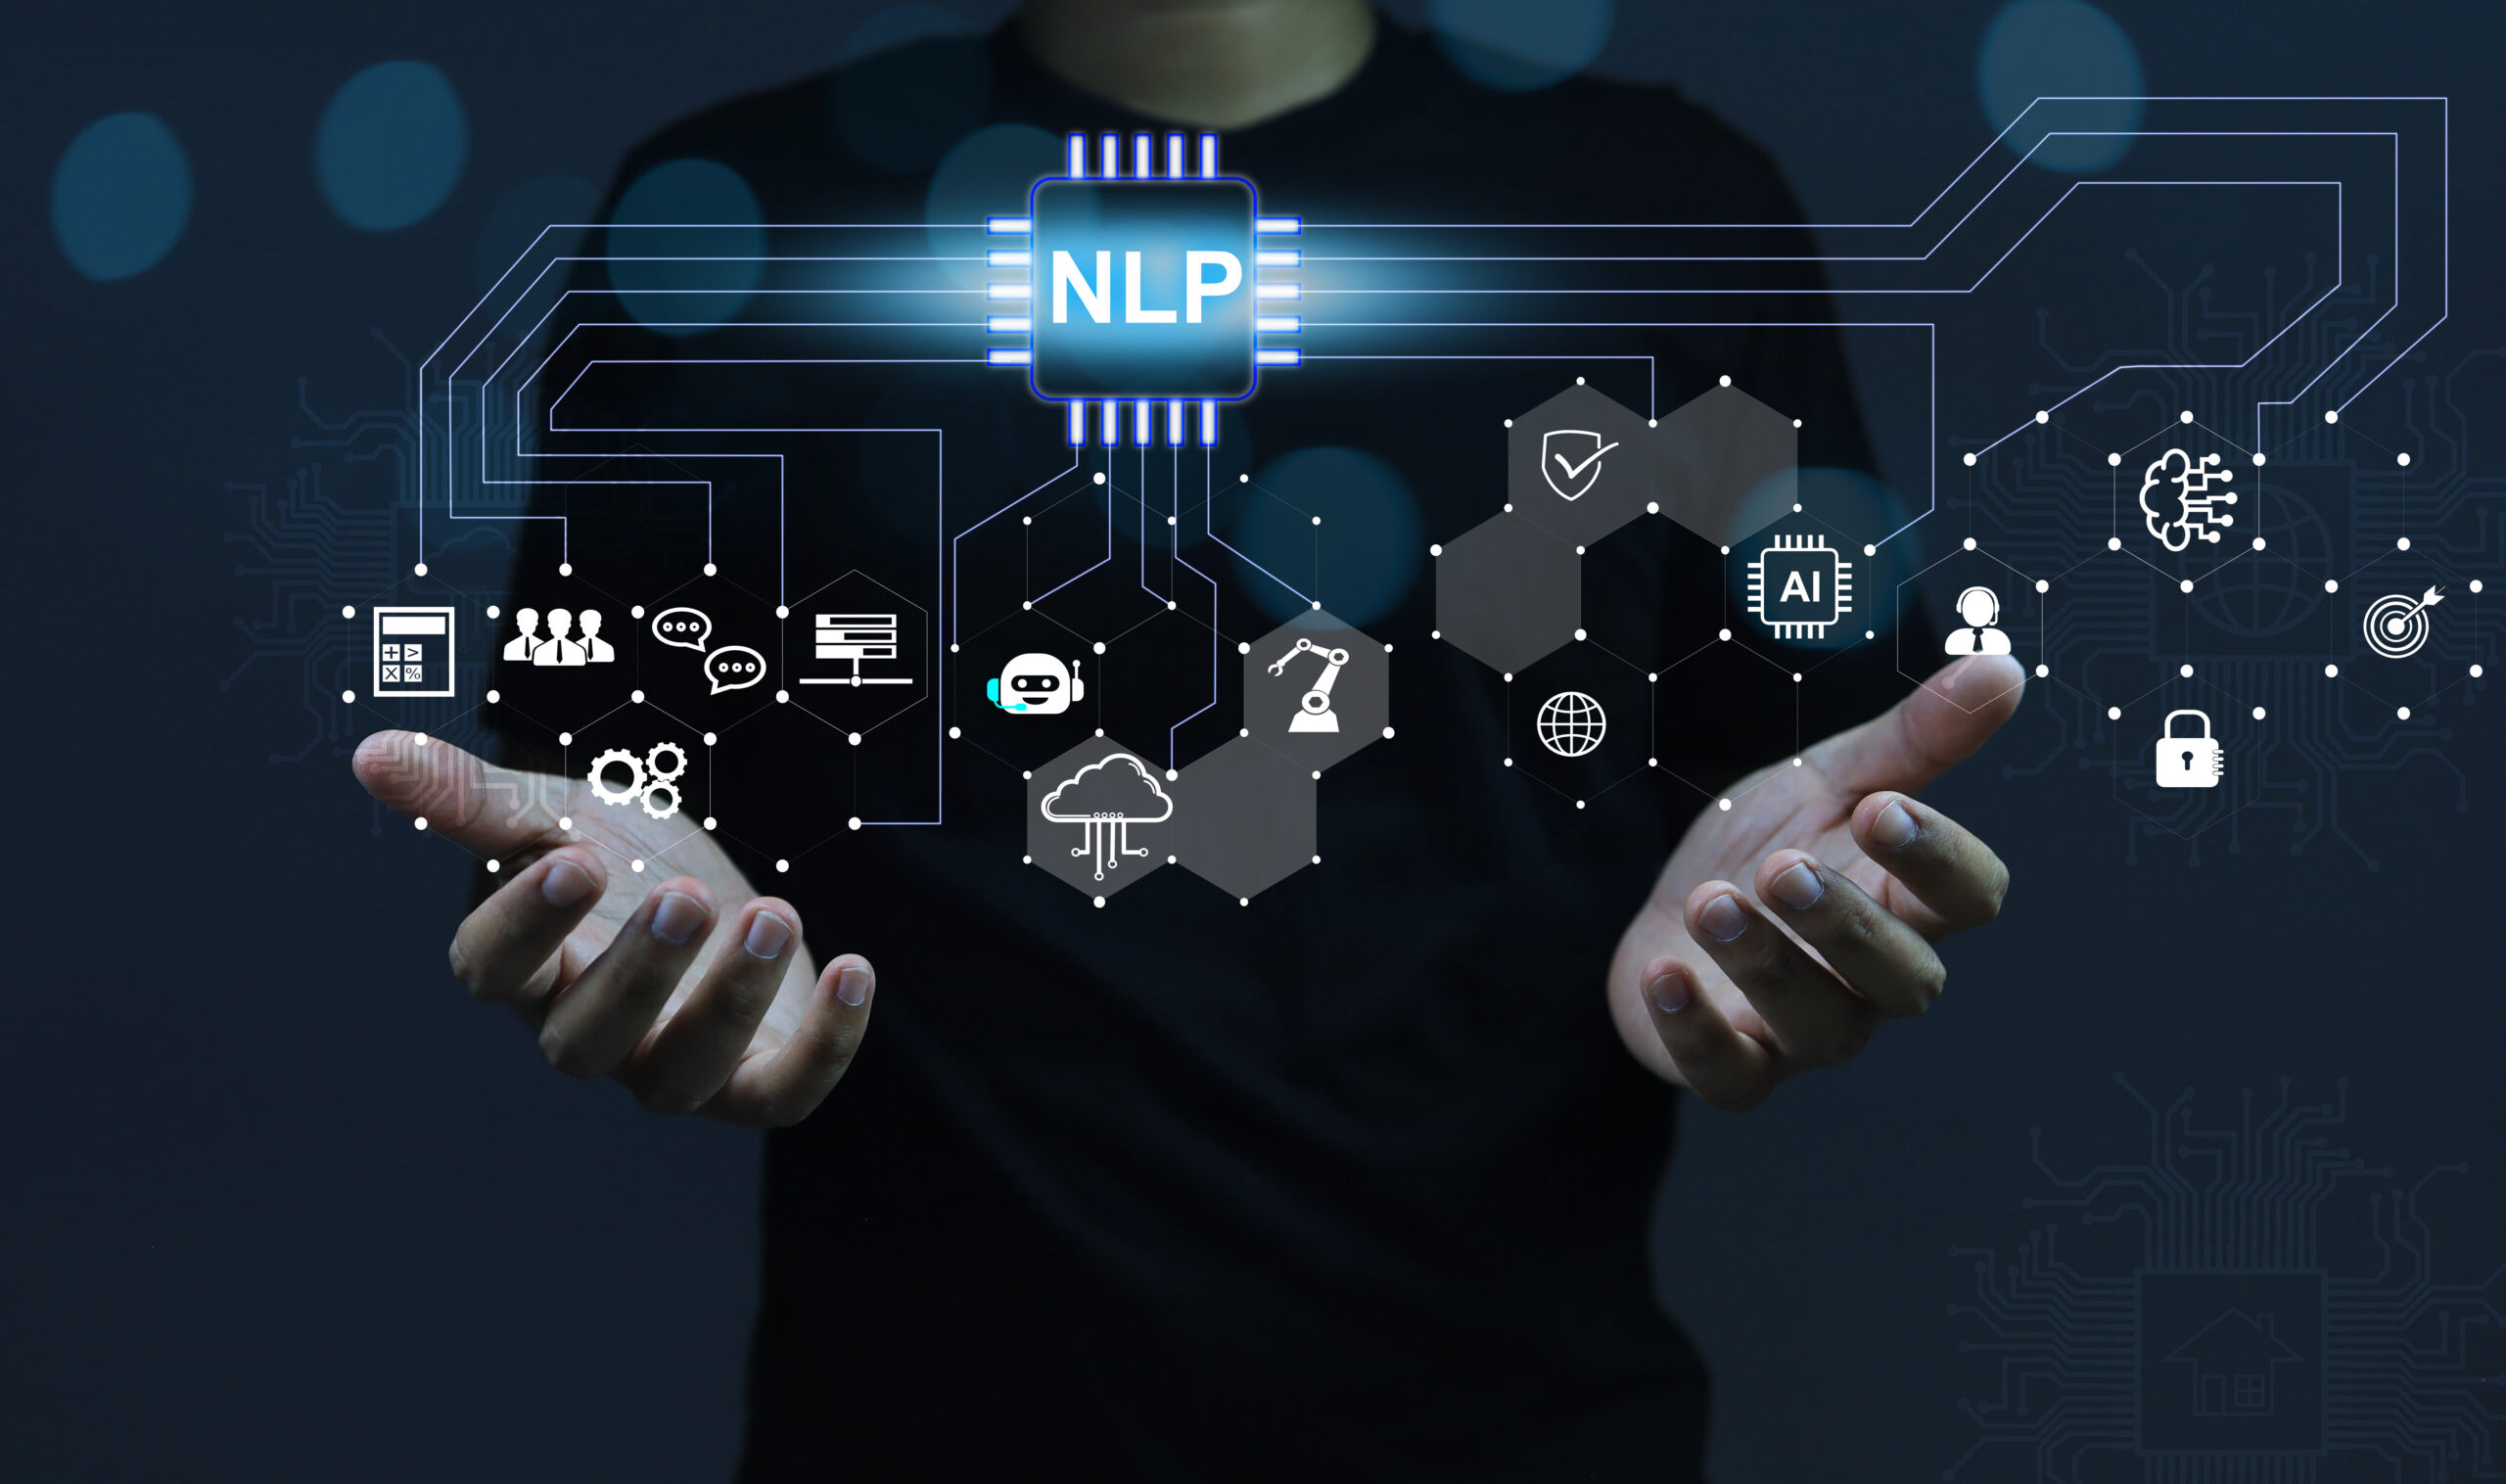 NLP
AI
+ >
X %